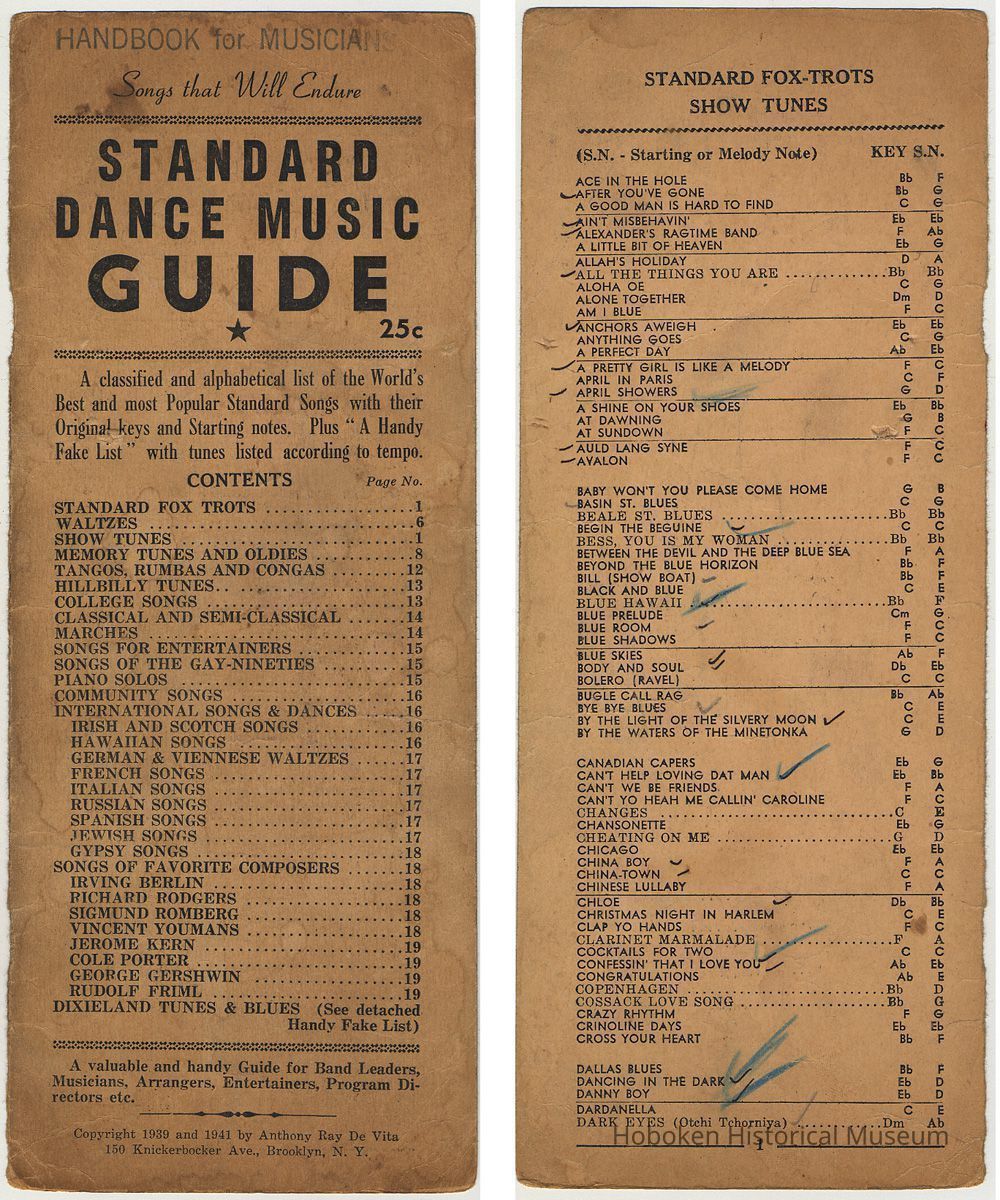 HANDBOOK for MUSICIANS
Songs that Will Endure
STANDARD
DANCE MUSIC
GUIDE
★ 25c
A classified and alphabetical list of the World's
Best and most Popular Standard Songs with their
Original keys and Starting notes. Plus "A Handy
Fake List" with tunes listed according to tempo.
CONTENTS Page No.
STANDARD FOX TROTS ..... 1
WALTZES ..... 6
SHOW TUNES ..... 1
MEMORY TUNES AND OLDIES ..... 8
TANGOS, RUMBAS AND CONGAS ..... 12
HILLBILLY TUNES ..... 13
COLLEGE SONGS ..... 13
CLASSICAL AND SEMI-CLASSICAL ..... 14
MARCHES ..... 14
SONGS FOR ENTERTAINERS ..... 15
SONGS OF THE GAY-NINETIES ..... 15
PIANO SOLOS ..... 15
COMMUNITY SONGS ..... 16
INTERNATIONAL SONGS & DANCES ..... 16
IRISH AND SCOTCH SONGS ..... 16
HAWAIIAN SONGS ..... 16
GERMAN & VIENNESE WALTZES ..... 17
FRENCH SONGS ..... 17
ITALIAN SONGS ..... 17
RUSSIAN SONGS ..... 17
SPANISH SONGS ..... 17
JEWISH SONGS ..... 17
GYPSY SONGS ..... 18
SONGS OF FAVORITE COMPOSERS ..... 18
IRVING BERLIN ..... 18
RICHARD RODGERS ..... 18
SIGMUND ROMBERG ..... 18
VINCENT YOUMANS ..... 18
JEROME KERN ..... 19
COLE PORTER ..... 19
GEORGE GERSHWIN ..... 19
RUDOLF FRIML ..... 19
DIXIELAND TUNES & BLUES (See detached
Handy Fake List)
A valuable and handy Guide for Band Leaders,
Musicians, Arrangers, Entertainers, Program Di-
rectors etc.
Copyright 1939 and 1941 by Anthony Ray De Vita
150 Knickerbocker Ave., Brooklyn, N. Y.
STANDARD FOX-TROTS
SHOW TUNES
(S.N. - Starting or Melody Note) KEY S.N.
ACE IN THE HOLE Bb F
AFTER YOU'VE GONE Bb G
A GOOD MAN IS HARD TO FIND C G
AIN'T MISBEHAVIN' Eb Eb
ALEXANDER'S RAGTIME BAND F Ab
A LITTLE BIT OF HEAVEN Eb G
ALLAH'S HOLIDAY D A
ALL THE THINGS YOU ARE ..... Bb Bb
ALOHA OE C G
ALONE TOGETHER Dm D
AM I BLUE F C
ANCHORS AWEIGH Eb Eb
ANYTHING GOES C G
A PERFECT DAY Ab Eb
A PRETTY GIRL IS LIKE A MELODY F C
APRIL IN PARIS C F
APRIL SHOWERS G D
A SHINE ON YOUR SHOES Eb Bb
AT DAWNING G B
AT SUNDOWN F C
AULD LANG SYNE F C
AVALON F C
BABY WON'T YOU PLEASE COME HOME G B
BASIN ST. BLUES C G
BEALE ST. BLUES ..... Bb Bb
BEGIN THE BEGUINE C C
BESS, YOU IS MY WOMAN ..... Bb Bb
BETWEEN THE DEVIL AND THE DEEP BLUE SEA F A
BEYOND THE BLUE HORIZON Bb F
BILL (SHOW BOAT) Bb F
BLACK AND BLUE C E
BLUE HAWAII ..... Bb F
BLUE PRELUDE Cm G
BLUE ROOM F C
BLUE SHADOWS F C
BLUE SKIES Ab F
BODY AND SOUL Db Eb
BOLERO (RAVEL) C C
BUGLE CALL RAG Bb Ab
BYE BYE BLUES C E
BY THE LIGHT OF THE SILVERY MOON C E
BY THE WATERS OF THE MINETONKA G D
CANADIAN CAPERS Eb G
CAN'T HELP LOVING DAT MAN Eb Bb
CAN'T WE BE FRIENDS F A
CAN'T YO HEAH ME CALLIN' CAROLINE F C
CHANGES ..... C E
CHANSONETTE Eb G
CHEATING ON ME ..... G D
CHICAGO Eb Eb
CHINA BOY F A
CHINA-TOWN C C
CHINESE LULLABY F A
CHLOE Db Bb
CHRISTMAS NIGHT IN HARLEM C E
CLAP YO HANDS F C
CLARINET MARMALADE ..... F A
COCKTAILS FOR TWO C C
CONFESSIN' THAT I LOVE YOU Ab Eb
CONGRATULATIONS Ab E
COPENHAGEN ..... Bb D
COSSACK LOVE SONG ..... Bb G
CRAZY RHYTHM F G
CRINOLINE DAYS Eb Eb
CROSS YOUR HEART Bb F
DALLAS BLUES Bb F
DANCING IN THE DARK Eb D
DANNY BOY Eb D
DARDANELLA C E
DARK EYES (Otchi Tchorniya) ..... Dm Ab
Hoboken Historical Museum
1